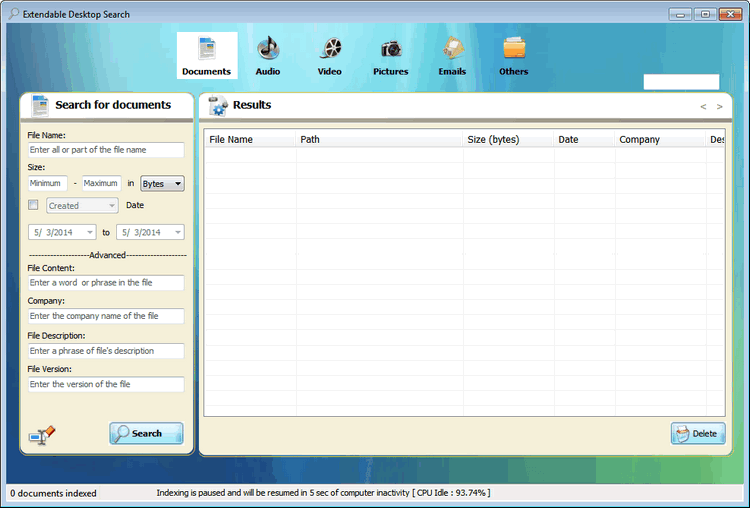 Extendable Desktop Search
Documents Audio Video Pictures Emails Others
Search for documents
File Name:
Enter all or part of the file name
Size:
Minimum - Maximum in Bytes
Created Date
5/ 3/2014 to 5/ 3/2014
--------------------Advanced--------------------
File Content:
Enter a word or phrase in the file
Company:
Enter the company name of the file
File Description:
Enter a phrase of file's description
File Version:
Enter the version of the file
Search
Results < >
File Name Path Size (bytes) Date Company Des
Delete
0 documents indexed Indexing is paused and will be resumed in 5 sec of computer inactivity [ CPU Idle : 93.74% ]